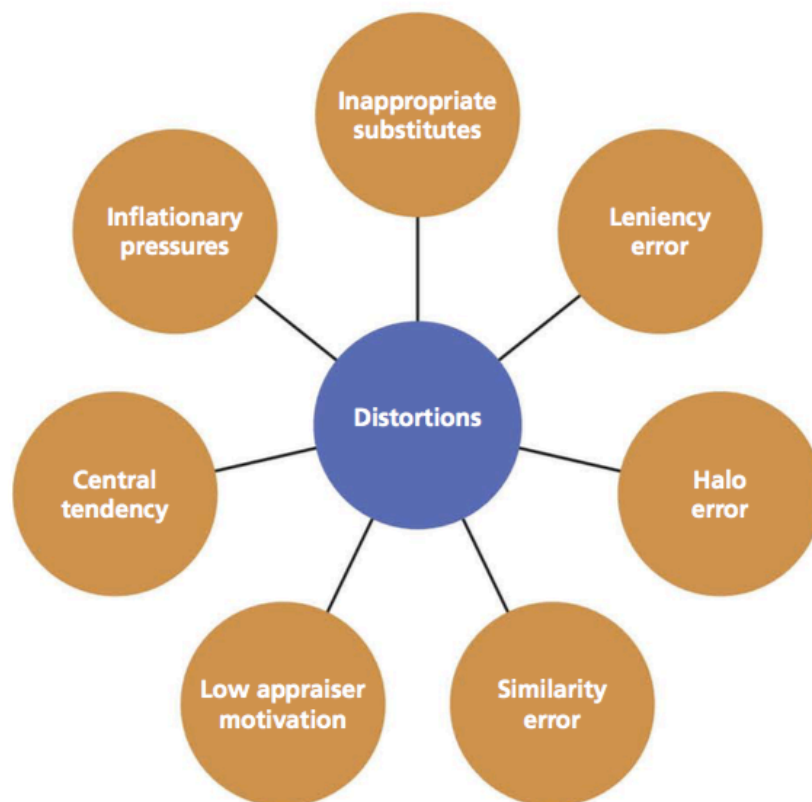 Inappropriate
substitutes
Inflationary
pressures
Leniency
error
Distortions
Central
tendency
Halo
error
Low appraiser
motivation
Similarity
error